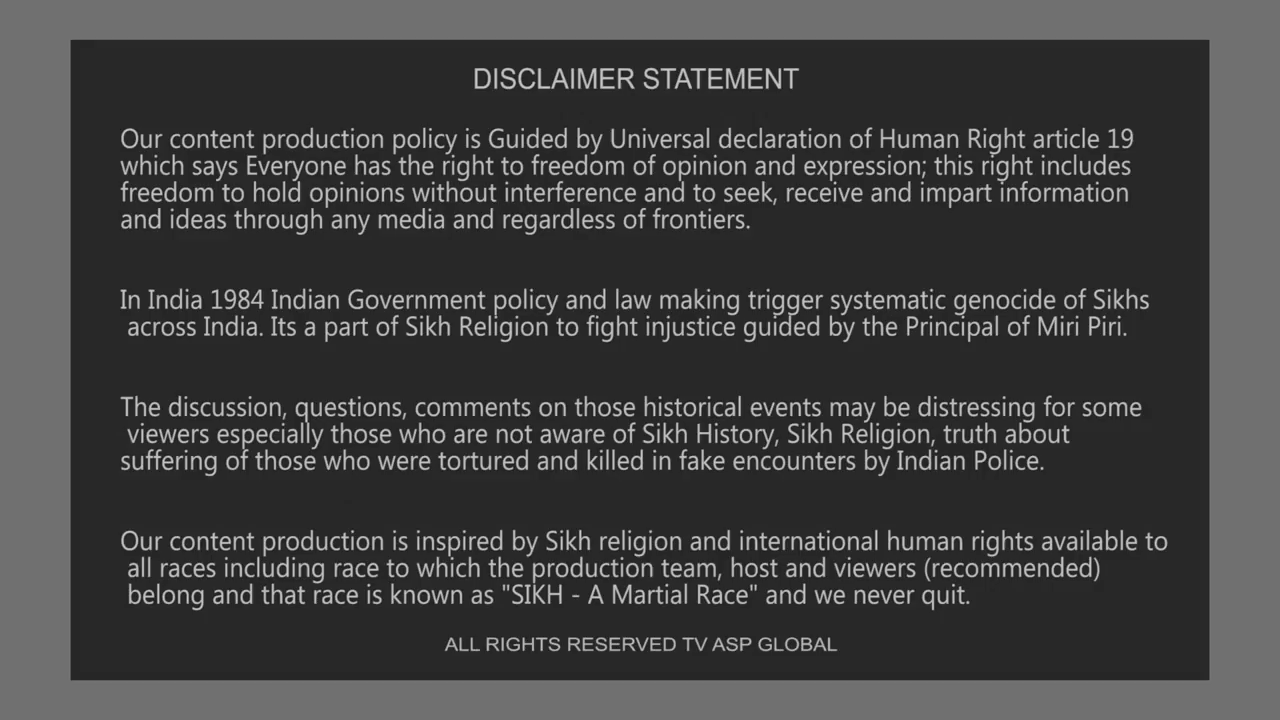 DISCLAIMER STATEMENT
Our content production policy is Guided by Universal declaration of Human Right article 19
which says Everyone has the right to freedom of opinion and expression; this right includes
freedom to hold opinions without interference and to seek, receive and impart information
and ideas through any media and regardless of frontiers.
In India 1984 Indian Government policy and law making trigger systematic genocide of Sikhs
across India. Its a part of Sikh Religion to fight injustice guided by the Principal of Miri Piri.
The discussion, questions, comments on those historical events may be distressing for some
viewers especially those who are not aware of Sikh History, Sikh Religion, truth about
suffering of those who were tortured and killed in fake encounters by Indian Police.
Our content production is inspired by Sikh religion and international human rights available to
all races including race to which the production team, host and viewers (recommended)
belong and that race is known as "SIKH - A Martial Race" and we never quit.
ALL RIGHTS RESERVED TV ASP GLOBAL